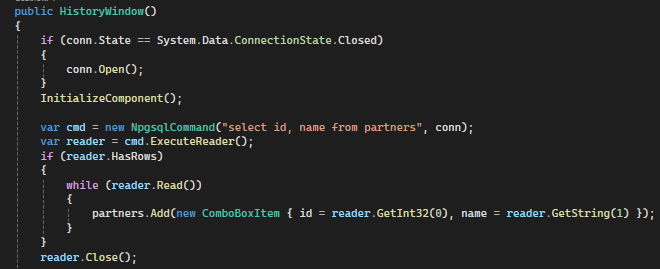 public HistoryWindow()
{
if (conn.State == System.Data.ConnectionState.Closed)
{
conn.Open();
}
InitializeComponent();
var cmd = new NpgsqlCommand("select id, name from partners", conn);
var reader = cmd.ExecuteReader();
if (reader.HasRows)
{
while (reader.Read())
{
partners.Add(new ComboBoxItem { id = reader.GetInt32(0), name = reader.GetString(1) });
}
}
reader.Close();